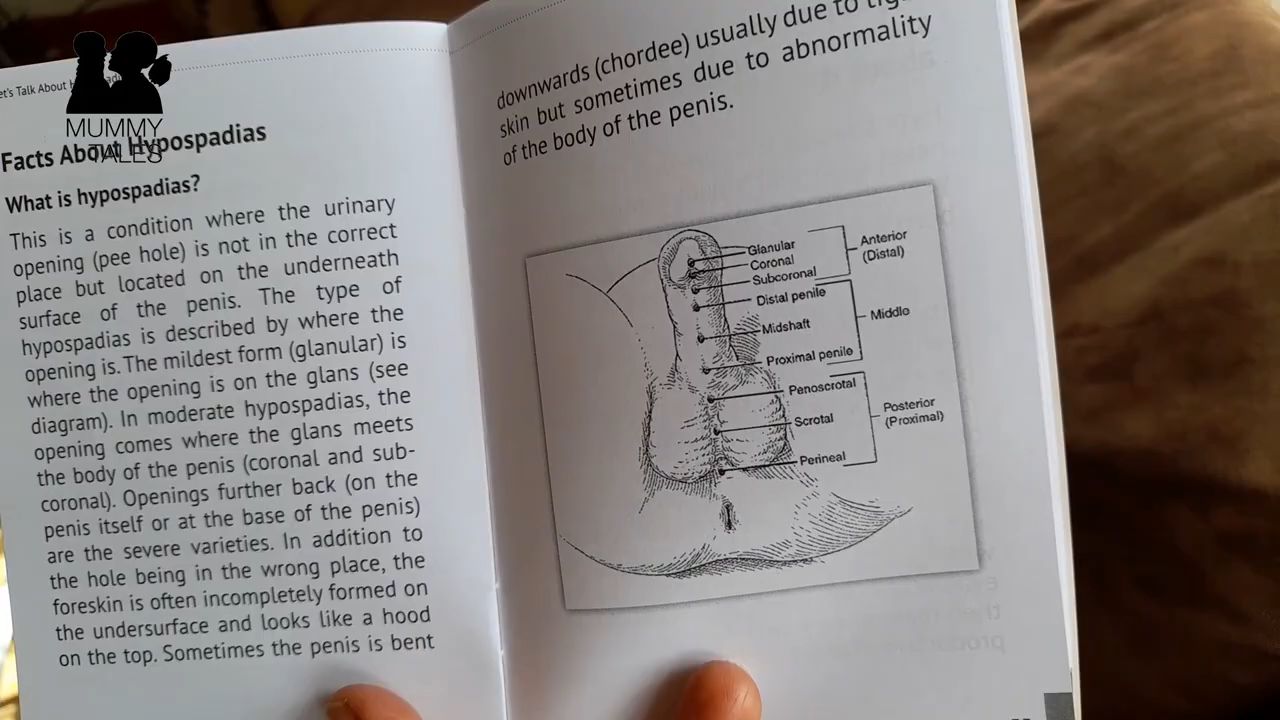 et's Talk About
MUMMY
TALES
Facts About Hypospadias
What is hypospadias?
This is a condition where the urinary
opening (pee hole) is not in the correct
place but located on the underneath
surface of the penis. The type of
hypospadias is described by where the
opening is. The mildest form (glanular) is
where the opening is on the glans (see
diagram). In moderate hypospadias, the
opening comes where the glans meets
the body of the penis (coronal and sub-
coronal). Openings further back (on the
penis itself or at the base of the penis)
are the severe varieties. In addition to
the hole being in the wrong place, the
foreskin is often incompletely formed on
the undersurface and looks like a hood
on the top. Sometimes the penis is bent
downwards (chordee) usually due to
skin but sometimes due to abnormality
of the body of the penis.
Glanular
Coronal
Subcoronal
Anterior
(Distal)
Distal penile
Midshaft
Proximal penile
Middle
Penoscrotal
Scrotal
Perineal
Posterior
(Proximal)